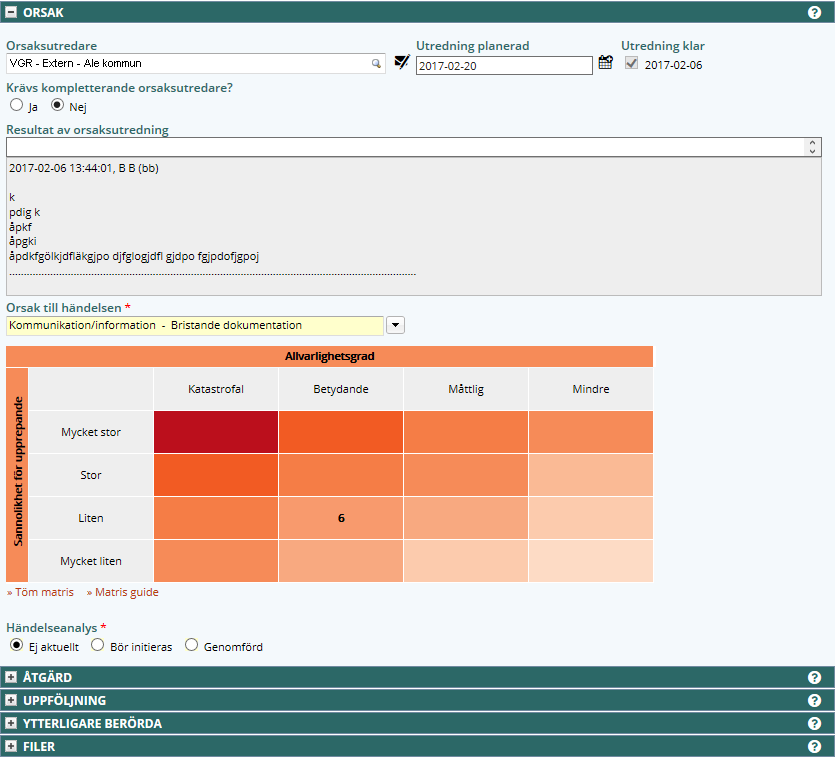 ORSAK
Orsaksutredare
Utredning planerad
Utredning klar
VGR - Extern - Ale kommun
2017-02-20
2017-02-06
Krävs kompletterande orsaksutredare?
Ja
Nej
Resultat av orsaksutredning
2017-02-06 13:44:01, B B (bb)
k
pdig k
åpkf
åpgki
åpdkfgölkjdfläkgjpo djfglogjdfl gjdpo fgjpdofjgpoj
Orsak till händelsen *
Kommunikation/information - Bristande dokumentation
Allvarlighetsgrad
Sannolikhet för upprepande
Katastrofal Betydande Måttlig Mindre
Mycket stor
Stor
Liten 6
Mycket liten
» Töm matris » Matris guide
Händelseanalys *
Ej aktuellt Bör initieras Genomförd
ÅTGÄRD
UPPFÖLJNING
YTTERLIGARE BERÖRDA
FILER